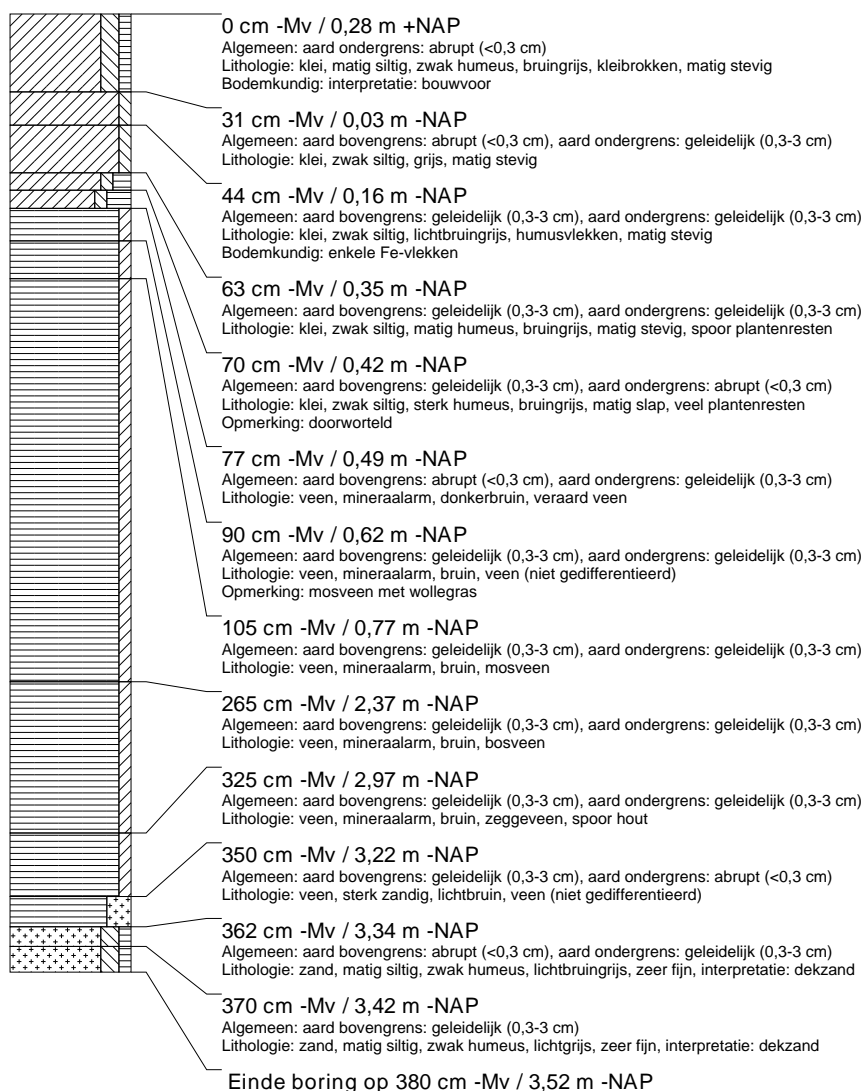 0 cm -Mv / 0,28 m +NAP
Algemeen: aard ondergrens: abrupt (<0,3 cm)
Lithologie: klei, matig siltig, zwak humeus, bruingrijs, kleibrokken, matig stevig
Bodemkundig: interpretatie: bouwvoor
31 cm -Mv / 0,03 m -NAP
Algemeen: aard bovengrens: abrupt (<0,3 cm), aard ondergrens: geleidelijk (0,3-3 cm)
Lithologie: klei, zwak siltig, grijs, matig stevig
44 cm -Mv / 0,16 m -NAP
Algemeen: aard bovengrens: geleidelijk (0,3-3 cm), aard ondergrens: geleidelijk (0,3-3 cm)
Lithologie: klei, zwak siltig, lichtbruingrijs, humusvlekken, matig stevig
Bodemkundig: enkele Fe-vlekken
63 cm -Mv / 0,35 m -NAP
Algemeen: aard bovengrens: geleidelijk (0,3-3 cm), aard ondergrens: geleidelijk (0,3-3 cm)
Lithologie: klei, zwak siltig, matig humeus, bruingrijs, matig stevig, spoor plantenresten
70 cm -Mv / 0,42 m -NAP
Algemeen: aard bovengrens: geleidelijk (0,3-3 cm), aard ondergrens: abrupt (<0,3 cm)
Lithologie: klei, zwak siltig, sterk humeus, bruingrijs, matig slap, veel plantenresten
Opmerking: doorworteld
77 cm -Mv / 0,49 m -NAP
Algemeen: aard bovengrens: abrupt (<0,3 cm), aard ondergrens: geleidelijk (0,3-3 cm)
Lithologie: veen, mineraalarm, donkerbruin, veraard veen
90 cm -Mv / 0,62 m -NAP
Algemeen: aard bovengrens: geleidelijk (0,3-3 cm), aard ondergrens: geleidelijk (0,3-3 cm)
Lithologie: veen, mineraalarm, bruin, veen (niet gedifferentieerd)
Opmerking: mosveen met wollegras
105 cm -Mv / 0,77 m -NAP
Algemeen: aard bovengrens: geleidelijk (0,3-3 cm), aard ondergrens: geleidelijk (0,3-3 cm)
Lithologie: veen, mineraalarm, bruin, mosveen
265 cm -Mv / 2,37 m -NAP
Algemeen: aard bovengrens: geleidelijk (0,3-3 cm), aard ondergrens: geleidelijk (0,3-3 cm)
Lithologie: veen, mineraalarm, bruin, bosveen
325 cm -Mv / 2,97 m -NAP
Algemeen: aard bovengrens: geleidelijk (0,3-3 cm), aard ondergrens: geleidelijk (0,3-3 cm)
Lithologie: veen, mineraalarm, bruin, zeggeveen, spoor hout
350 cm -Mv / 3,22 m -NAP
Algemeen: aard bovengrens: geleidelijk (0,3-3 cm), aard ondergrens: abrupt (<0,3 cm)
Lithologie: veen, sterk zandig, lichtbruin, veen (niet gedifferentieerd)
362 cm -Mv / 3,34 m -NAP
Algemeen: aard bovengrens: abrupt (<0,3 cm), aard ondergrens: geleidelijk (0,3-3 cm)
Lithologie: zand, matig siltig, zwak humeus, lichtbruingrijs, zeer fijn, interpretatie: dekzand
370 cm -Mv / 3,42 m -NAP
Algemeen: aard bovengrens: geleidelijk (0,3-3 cm)
Lithologie: zand, matig siltig, zwak humeus, lichtgrijs, zeer fijn, interpretatie: dekzand
Einde boring op 380 cm -Mv / 3,52 m -NAP